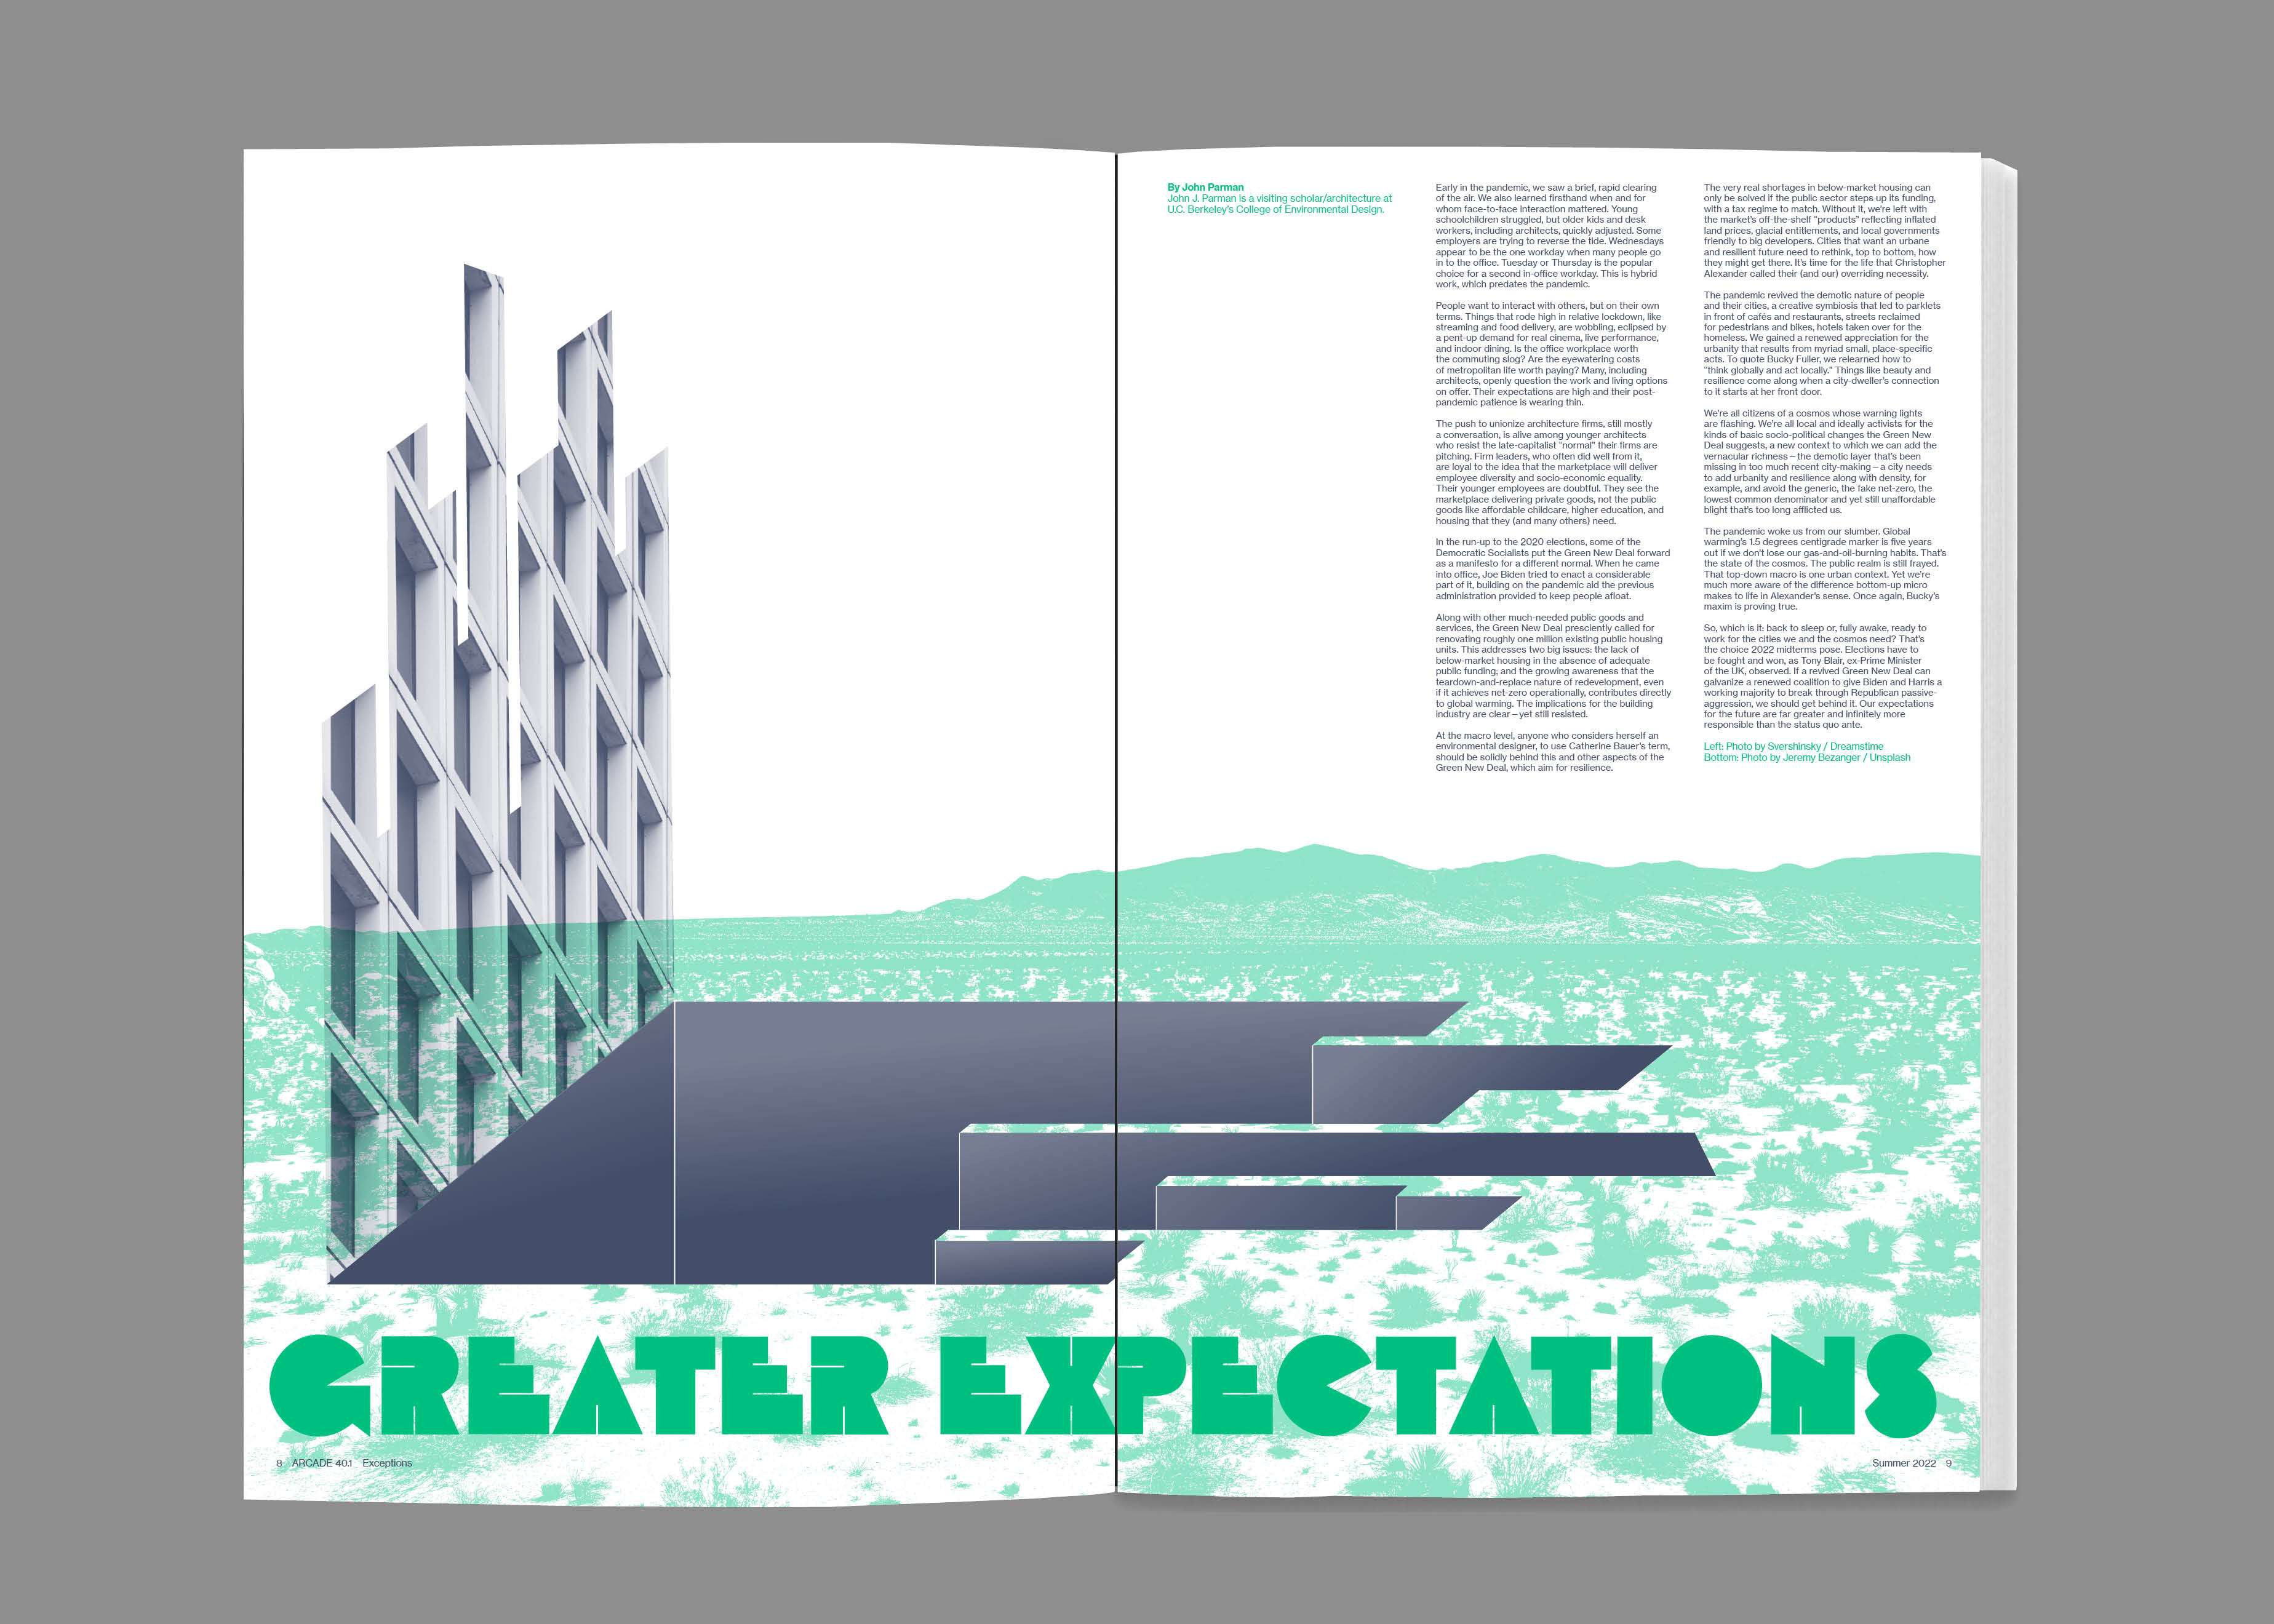 By John Parman
John J. Parman is a visiting scholar/architecture at
U.C. Berkeley's College of Environmental Design.
Early in the pandemic, we saw a brief, rapid clearing
of the air. We also learned firsthand when and for
whom face-to-face interaction mattered. Young
schoolchildren struggled, but older kids and desk
workers, including architects, quickly adjusted. Some
employers are trying to reverse the tide. Wednesdays
appear to be the one workday when many people go
in to the office. Tuesday or Thursday is the popular
choice for a second in-office workday. This is hybrid
work, which predates the pandemic.
People want to interact with others, but on their own
terms. Things that rode high in relative lockdown, like
streaming and food delivery, are wobbling, eclipsed by
a pent-up demand for real cinema, live performance,
and indoor dining. Is the office workplace worth
the commuting slog? Are the eyewatering costs
of metropolitan life worth paying? Many, including
architects, openly question the work and living options
on offer. Their expectations are high and their post-
pandemic patience is wearing thin.
The push to unionize architecture firms, still mostly
a conversation, is alive among younger architects
who resist the late-capitalist "normal" their firms are
pitching. Firm leaders, who often did well from it,
are loyal to the idea that the marketplace will deliver
employee diversity and socio-economic equality.
Their younger employees are doubtful. They see the
marketplace delivering private goods, not the public
goods like affordable childcare, higher education, and
housing that they (and many others) need.
In the run-up to the 2020 elections, some of the
Democratic Socialists put the Green New Deal forward
as a manifesto for a different normal. When he came
into office, Joe Biden tried to enact a considerable
part of it, building on the pandemic aid the previous
administration provided to keep people afloat.
Along with other much-needed public goods and
services, the Green New Deal presciently called for
renovating roughly one million existing public housing
units. This addresses two big issues: the lack of
below-market housing in the absence of adequate
public funding; and the growing awareness that the
teardown-and-replace nature of redevelopment, even
if it achieves net-zero operationally, contributes directly
to global warming. The implications for the building
industry are clear—yet still resisted.
At the macro level, anyone who considers herself an
environmental designer, to use Catherine Bauer's term,
should be solidly behind this and other aspects of the
Green New Deal, which aim for resilience.
The very real shortages in below-market housing can
only be solved if the public sector steps up its funding,
with a tax regime to match. Without it, we're left with
the market's off-the-shelf "products" reflecting inflated
land prices, glacial entitlements, and local governments
friendly to big developers. Cities that want an urbane
and resilient future need to rethink, top to bottom, how
they might get there. It's time for the life that Christopher
Alexander called their (and our) overriding necessity.
The pandemic revived the demotic nature of people
and their cities, a creative symbiosis that led to parklets
in front of cafés and restaurants, streets reclaimed
for pedestrians and bikes, hotels taken over for the
homeless. We gained a renewed appreciation for the
urbanity that results from myriad small, place-specific
acts. To quote Bucky Fuller, we relearned how to
"think globally and act locally." Things like beauty and
resilience come along when a city-dweller's connection
to it starts at her front door.
We're all citizens of a cosmos whose warning lights
are flashing. We're all local and ideally activists for the
kinds of basic socio-political changes the Green New
Deal suggests, a new context to which we can add the
vernacular richness—the demotic layer that's been
missing in too much recent city-making—a city needs
to add urbanity and resilience along with density, for
example, and avoid the generic, the fake net-zero, the
lowest common denominator and yet still unaffordable
blight that's too long afflicted us.
The pandemic woke us from our slumber. Global
warming's 1.5 degrees centigrade marker is five years
out if we don't lose our gas-and-oil-burning habits. That's
the state of the cosmos. The public realm is still frayed.
That top-down macro is one urban context. Yet we're
much more aware of the difference bottom-up micro
makes to life in Alexander's sense. Once again, Bucky's
maxim is proving true.
So, which is it: back to sleep or, fully awake, ready to
work for the cities we and the cosmos need? That's
the choice 2022 midterms pose. Elections have to
be fought and won, as Tony Blair, ex-Prime Minister
of the UK, observed. If a revived Green New Deal can
galvanize a renewed coalition to give Biden and Harris a
working majority to break through Republican passive-
aggression, we should get behind it. Our expectations
for the future are far greater and infinitely more
responsible than the status quo ante.
Left: Photo by Svershinsky / Dreamstime
Bottom: Photo by Jeremy Bezanger / Unsplash
GREATER EXPECTATIONS
8 ARCADE 40.1 Exceptions
Summer 2022 9